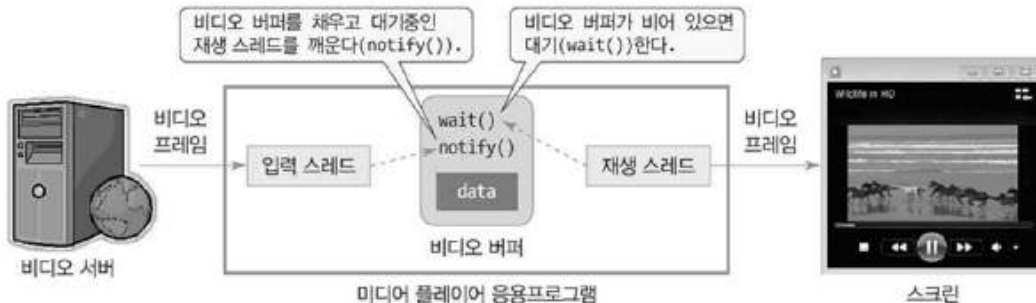 비디오 버퍼를 채우고 대기중인
재생 스레드를 깨운다(notify()).
비디오 버퍼가 비어 있으면
대기(wait())한다.
비디오
프레임
입력 스레드
wait()
notify()
data
비디오 버퍼
재생 스레드
비디오
프레임
Wildlife in HD
비디오 서버
미디어 플레이어 응용프로그램
스크린